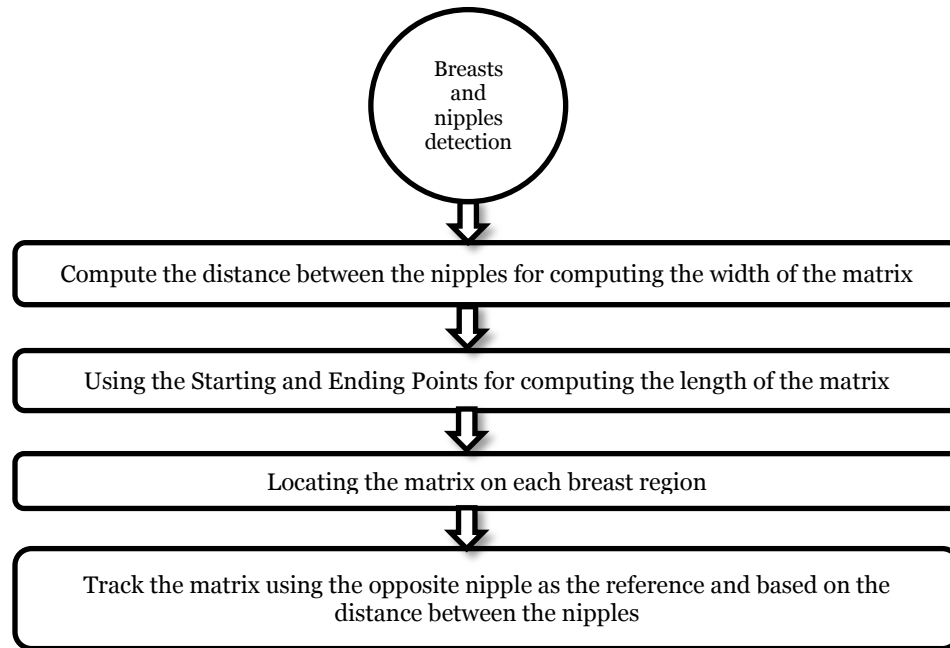 Breasts
and
nipples
detection
Compute the distance between the nipples for computing the width of the matrix
Using the Starting and Ending Points for computing the length of the matrix
Locating the matrix on each breast region
Track the matrix using the opposite nipple as the reference and based on the
distance between the nipples